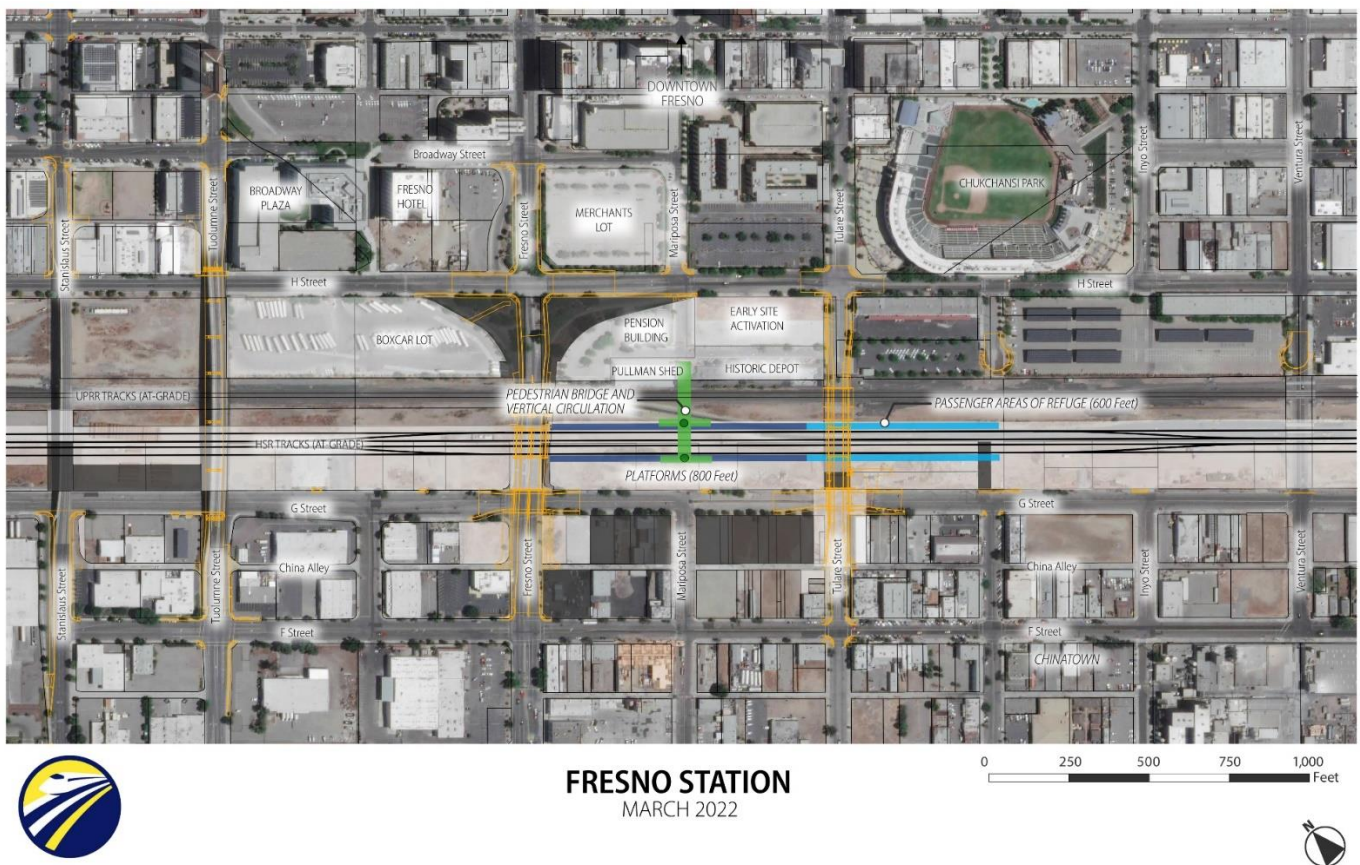 DOWNTOWN
FRESNO
Broadway Street
BROADWAY
PLAZA
FRESNO
HOTEL
MERCHANTS
LOT
CHUKCHANSI PARK
Stanislaus Street
Tuolumne Street
Fresno Street
Mariposa Street
Tulare Street
Inyo Street
Ventura Street
H Street
H Street
BOXCAR LOT
PENSION
BUILDING
EARLY SITE
ACTIVATION
PULLMAN SHED
HISTORIC DEPOT
UPRR TRACKS (AT-GRADE)
PEDESTRIAN BRIDGE AND
VERTICAL CIRCULATION
PASSENGER AREAS OF REFUGE (600 Feet)
HSR TRACKS (AT-GRADE)
PLATFORMS (800 Feet)
G Street
G Street
China Alley
China Alley
Stanislaus Street
Tuolumne Street
Fresno Street
Mariposa Street
Tulare Street
Inyo Street
Ventura Street
F Street
F Street
CHINATOWN
FRESNO STATION
MARCH 2022
0 250 500 750 1,000
Feet
N